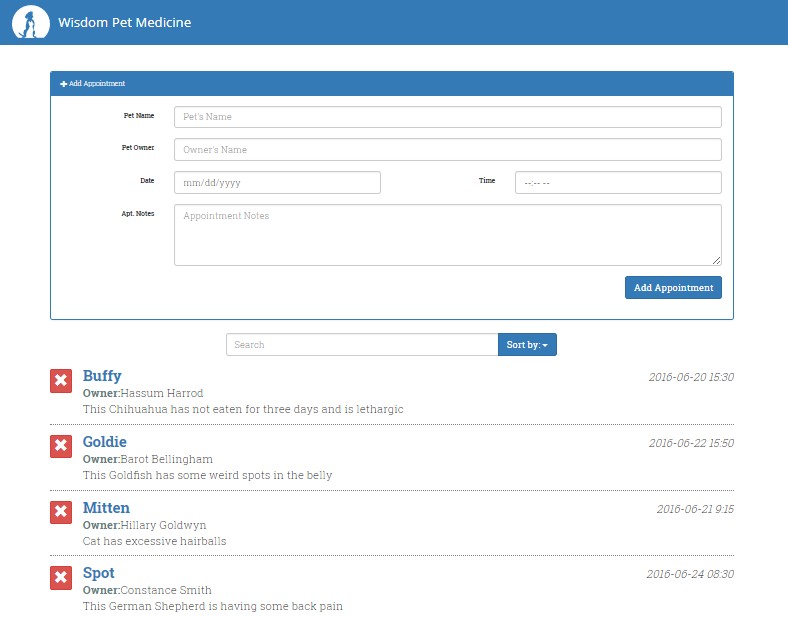 Wisdom Pet Medicine
Add Appointment
Pet Name Pet's Name
Pet Owner Owner's Name
Date mm/dd/yyyy Time --:-- --
Apt. Notes Appointment Notes
Add Appointment
Search Sort by:
Buffy 2016-06-20 15:30
Owner:Hassum Harrod
This Chihuahua has not eaten for three days and is lethargic
Goldie 2016-06-22 15:50
Owner:Barot Bellingham
This Goldfish has some weird spots in the belly
Mitten 2016-06-21 9:15
Owner:Hillary Goldwyn
Cat has excessive hairballs
Spot 2016-06-24 08:30
Owner:Constance Smith
This German Shepherd is having some back pain